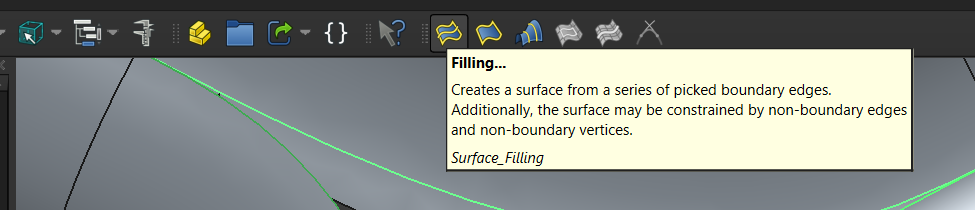 {}
?
Filling...
Creates a surface from a series of picked boundary edges.
Additionally, the surface may be constrained by non-boundary edges
and non-boundary vertices.
Surface_Filling